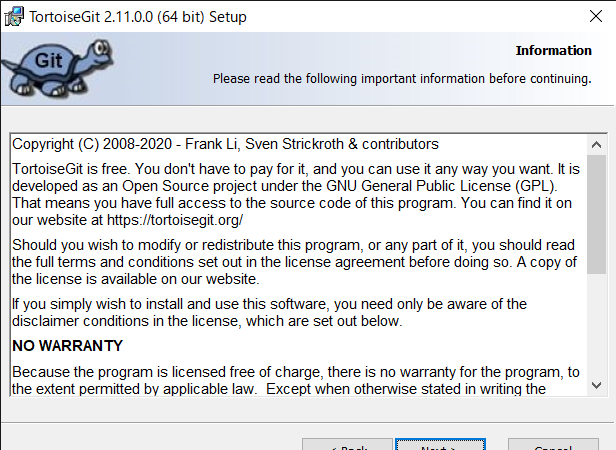 TortoiseGit 2.11.0.0 (64 bit) Setup
Git
Information
Please read the following important information before continuing.
Copyright (C) 2008-2020 - Frank Li, Sven Strickroth & contributors
TortoiseGit is free. You don't have to pay for it, and you can use it any way you want. It is
developed as an Open Source project under the GNU General Public License (GPL).
That means you have full access to the source code of this program. You can find it on
our website at https://tortoisegit.org/
Should you wish to modify or redistribute this program, or any part of it, you should read
the full terms and conditions set out in the license agreement before doing so. A copy of
the license is available on our website.
If you simply wish to install and use this software, you need only be aware of the
disclaimer conditions in the license, which are set out below.
NO WARRANTY
Because the program is licensed free of charge, there is no warranty for the program, to
the extent permitted by applicable law.  Except when otherwise stated in writing the
< Back
Next >
Cancel